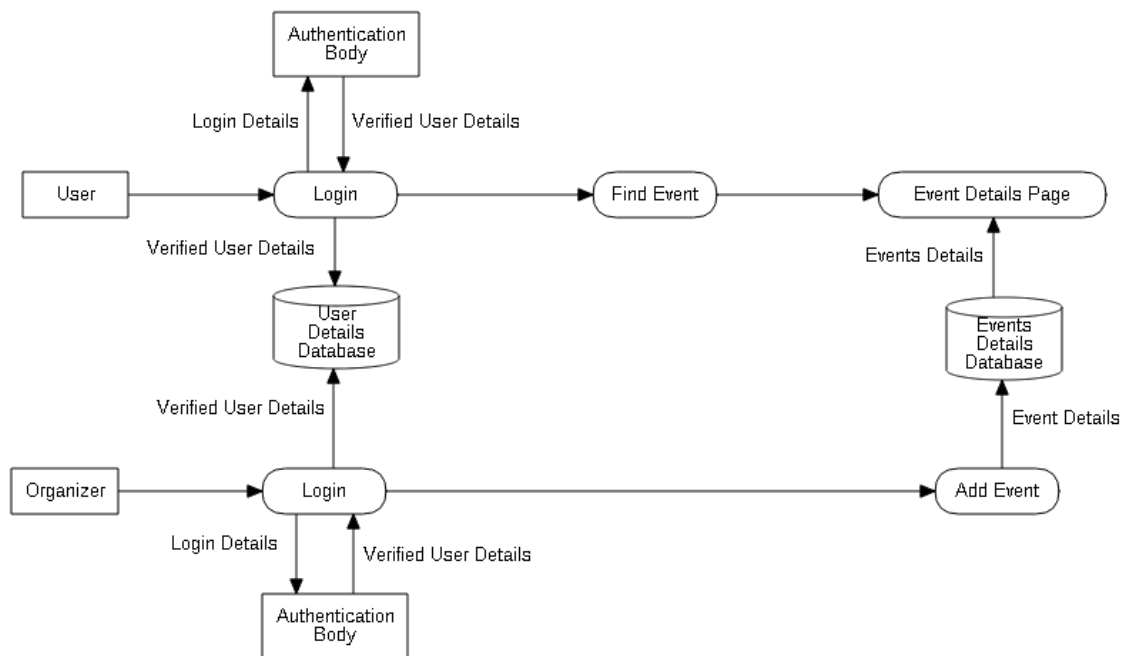 Authentication
Body
Login Details
Verified User Details
User
Login
Find Event
Event Details Page
Verified User Details
Events Details
User
Details
Database
Events
Details
Database
Verified User Details
Event Details
Organizer
Login
Add Event
Login Details
Verified User Details
Authentication
Body